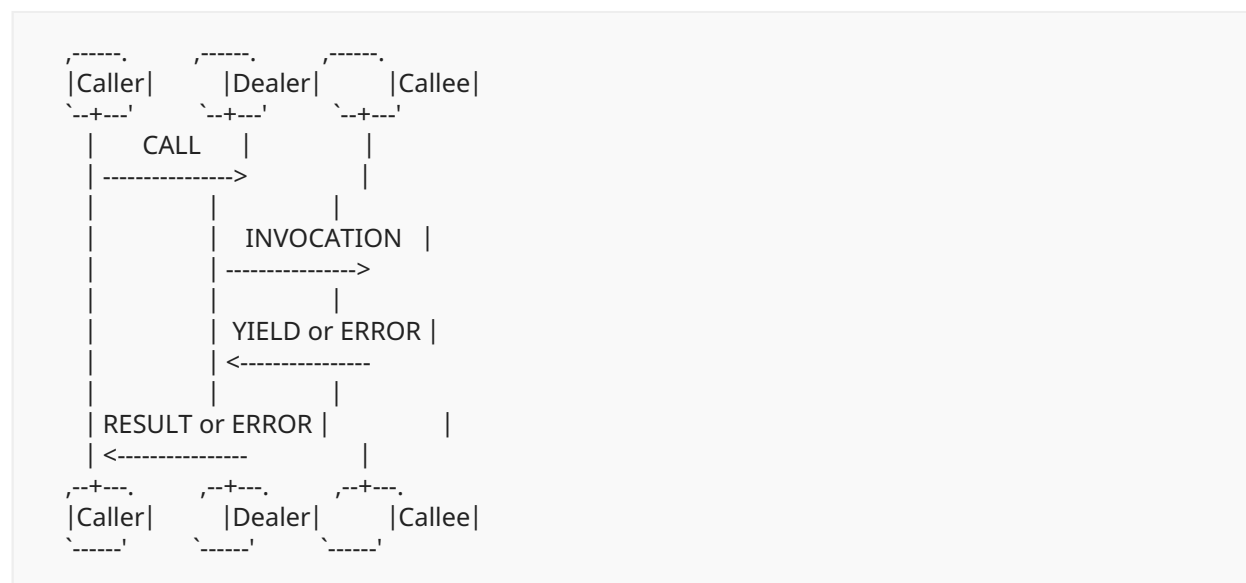 ,------.          ,------.          ,------.
|Caller|          |Dealer|          |Callee|
`--+---'          `--+---'          `--+---'
   |       CALL      |                 |
   | ---------------->                 |
   |                 |                 |
   |                 |    INVOCATION   |
   |                 | ---------------->
   |                 |                 |
   |                 |  YIELD or ERROR |
   |                 | <----------------
   |                 |                 |
   | RESULT or ERROR |                 |
   | <----------------                 |
,--+---.          ,--+---.          ,--+---.
|Caller|          |Dealer|          |Callee|
`------'          `------'          `------'